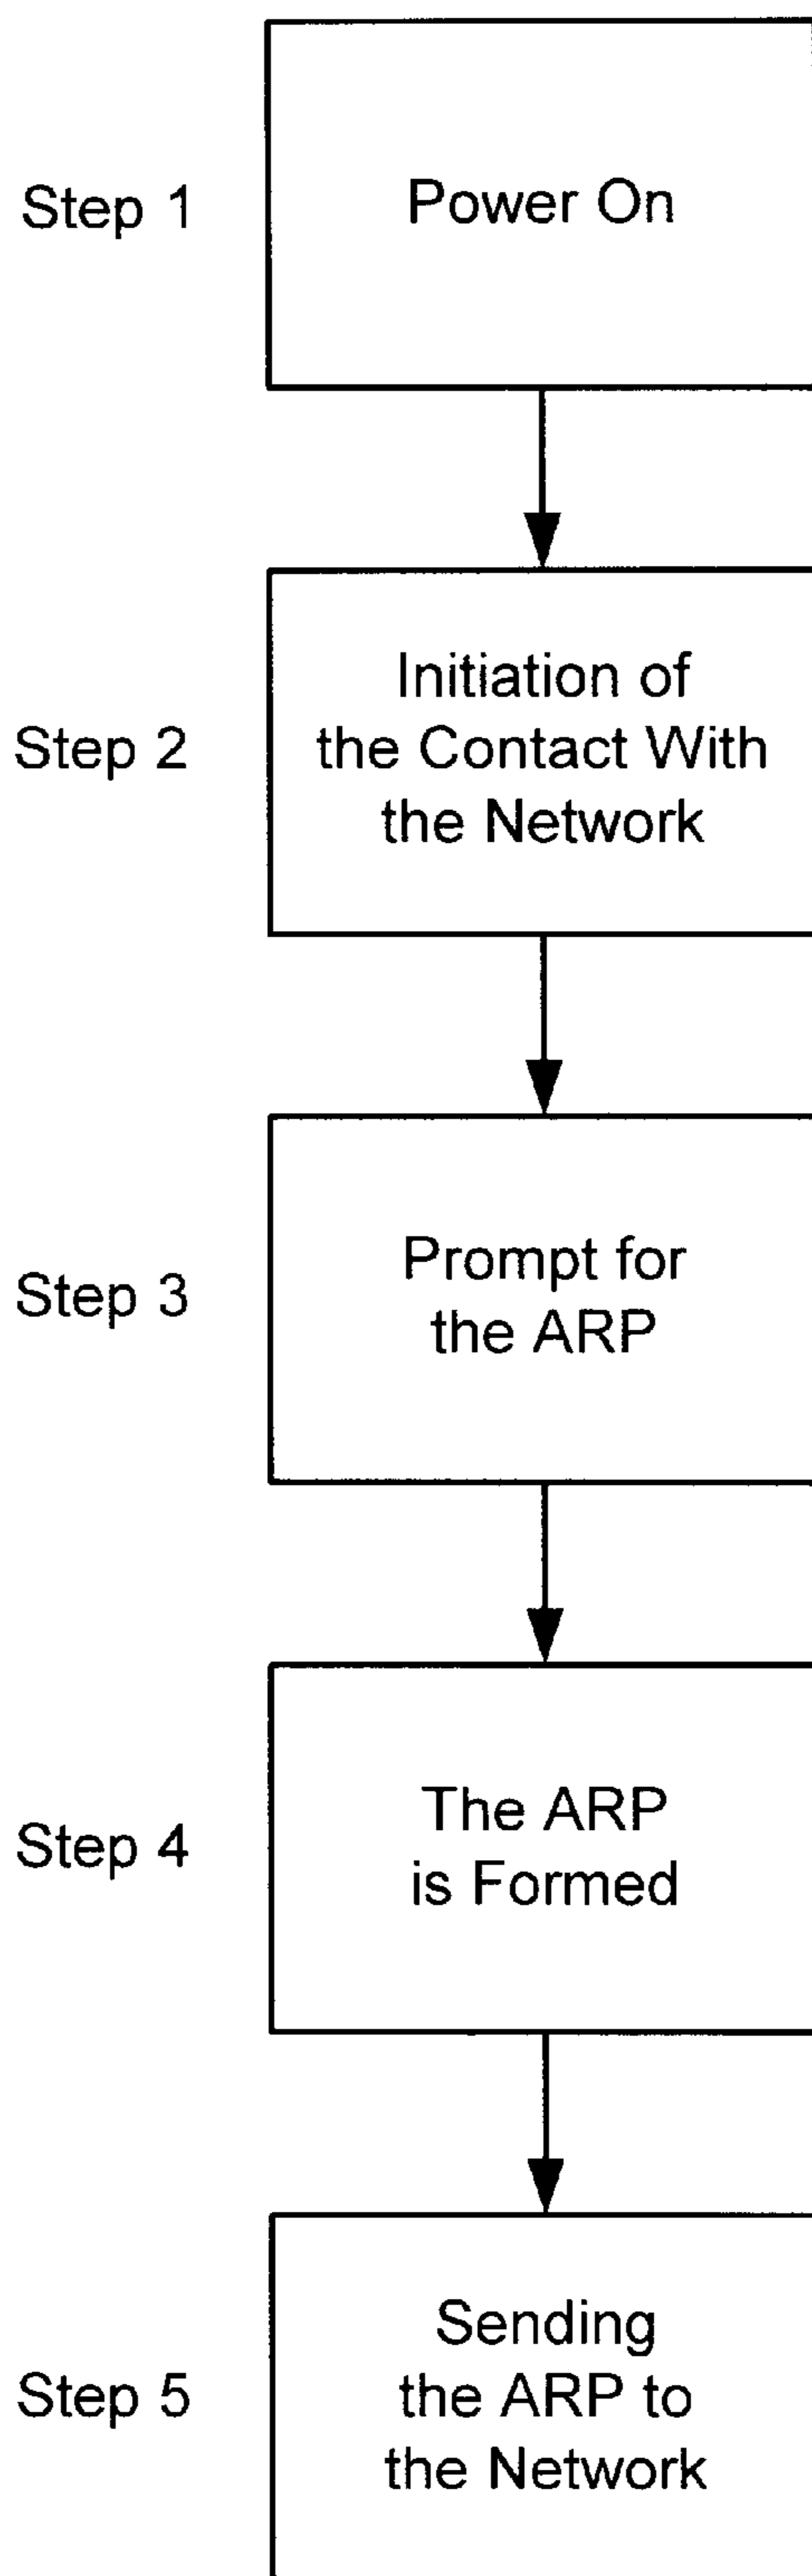 Step 1
Power On
Step 2
Initiation of
the Contact With
the Network
Step 3
Prompt for
the ARP
Step 4
The ARP
is Formed
Step 5
Sending
the ARP to
the Network